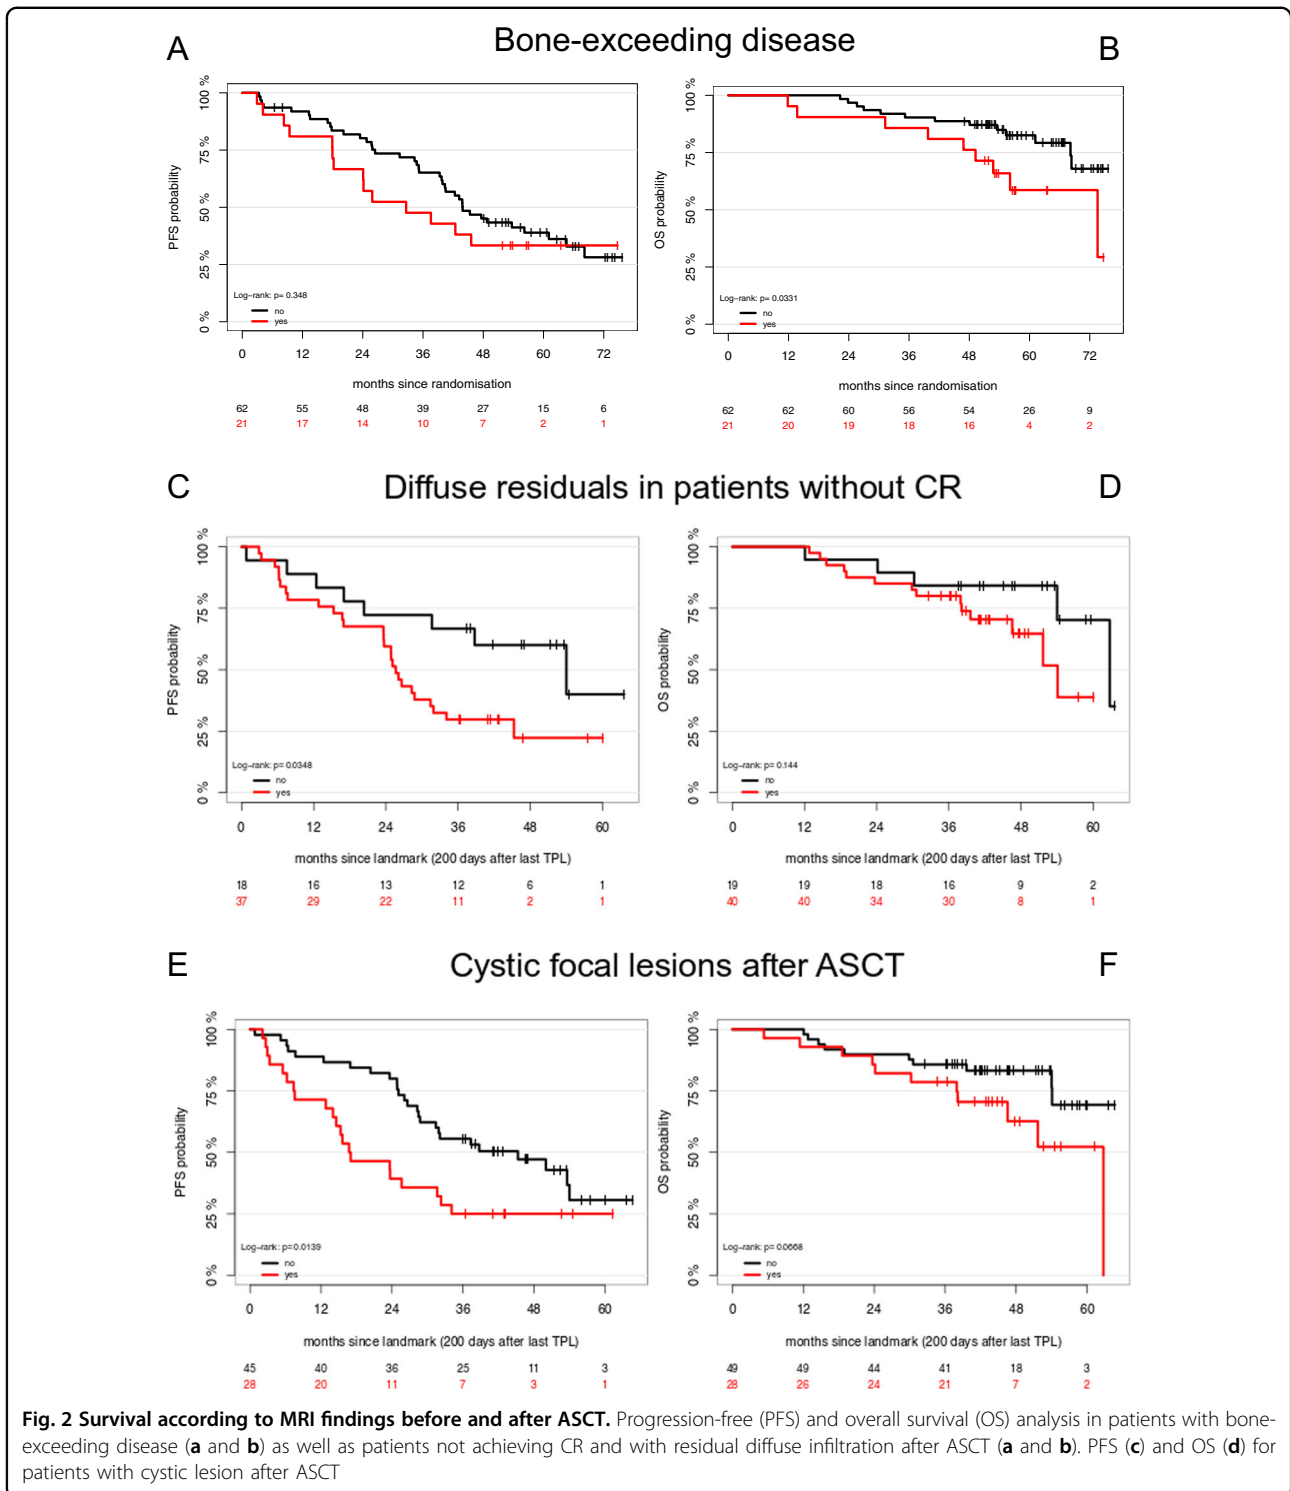 A
Bone-exceeding disease
B
100 %
75 %
50 %
25 %
0 %
PFS probability
Log-rank: p= 0.348
no
yes
0 12 24 36 48 60 72
months since randomisation
62 55 48 39 27 15 6
21 17 14 10 7 2 1
100 %
75 %
50 %
25 %
0 %
OS probability
Log-rank: p= 0.0331
no
yes
0 12 24 36 48 60 72
months since randomisation
62 62 60 56 54 26 9
21 20 19 18 16 4 2
C
Diffuse residuals in patients without CR
D
100 %
75 %
50 %
25 %
0 %
PFS probability
Log-rank: p= 0.0348
no
yes
0 12 24 36 48 60
months since landmark (200 days after last TPL)
18 16 13 12 6 1
37 29 22 11 2 1
100 %
75 %
50 %
25 %
0 %
OS probability
Log-rank: p= 0.144
no
yes
0 12 24 36 48 60
months since landmark (200 days after last TPL)
19 19 18 16 9 2
40 40 34 30 8 1
E
Cystic focal lesions after ASCT
F
100 %
75 %
50 %
25 %
0 %
PFS probability
Log-rank: p= 0.0139
no
yes
0 12 24 36 48 60
months since landmark (200 days after last TPL)
45 40 36 25 11 3
28 20 11 7 3 1
100 %
75 %
50 %
25 %
0 %
OS probability
Log-rank: p= 0.0668
no
yes
0 12 24 36 48 60
months since landmark (200 days after last TPL)
49 49 44 41 18 3
28 26 24 21 7 2
Fig. 2 Survival according to MRI findings before and after ASCT. Progression-free (PFS) and overall survival (OS) analysis in patients with bone-
exceeding disease (a and b) as well as patients not achieving CR and with residual diffuse infiltration after ASCT (a and b). PFS (c) and OS (d) for
patients with cystic lesion after ASCT